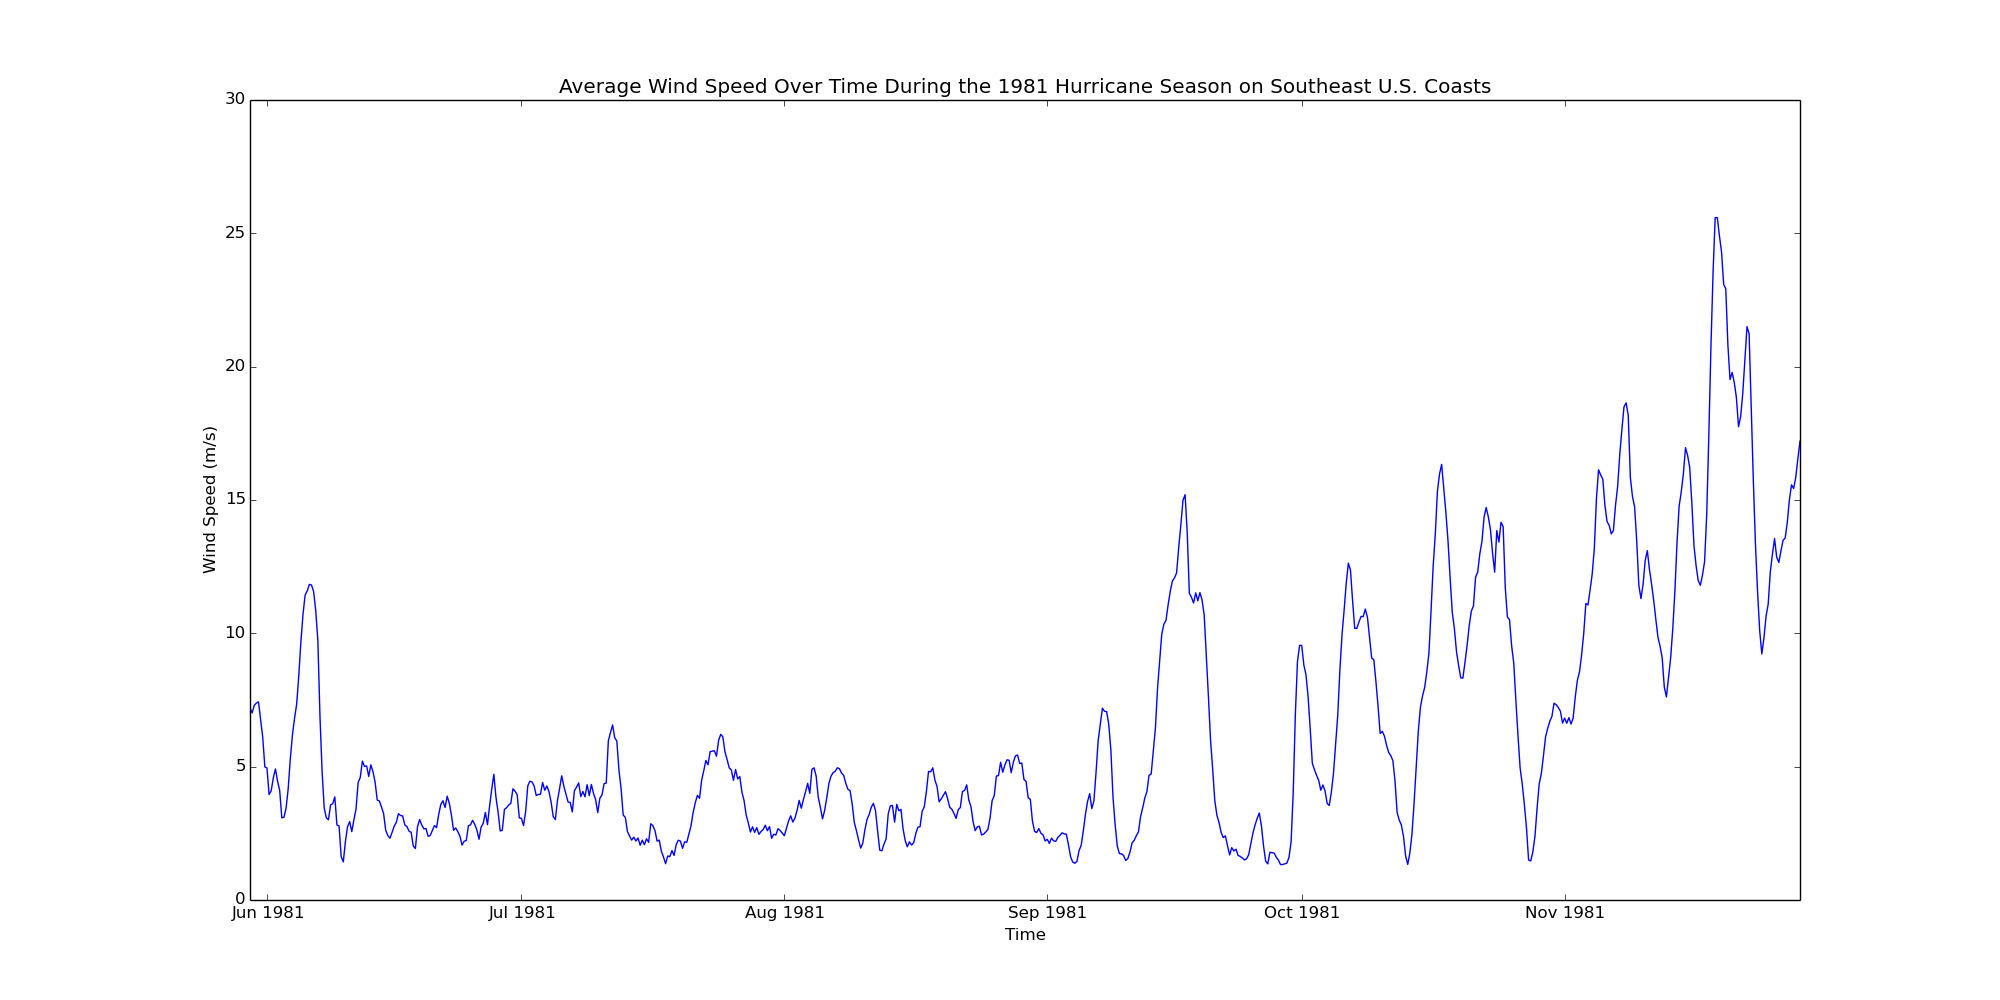 Average Wind Speed Over Time During the 1981 Hurricane Season on Southeast U.S. Coasts
30
25
20
15
10
5
0
Wind Speed (m/s)
Jun 1981 Jul 1981 Aug 1981 Sep 1981 Oct 1981 Nov 1981
Time